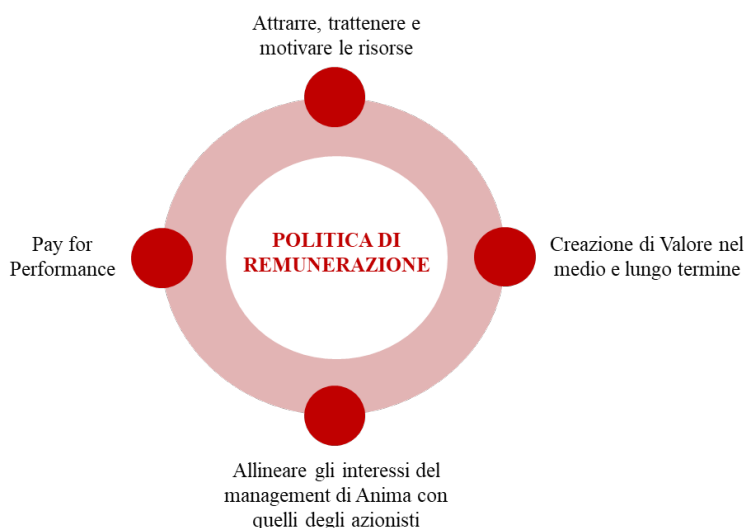 Attrarre, trattenere e
motivare le risorse
Pay for
Performance
POLITICA DI
REMUNERAZIONE
Creazione di Valore nel
medio e lungo termine
Allineare gli interessi del
management di Anima con
quelli degli azionisti